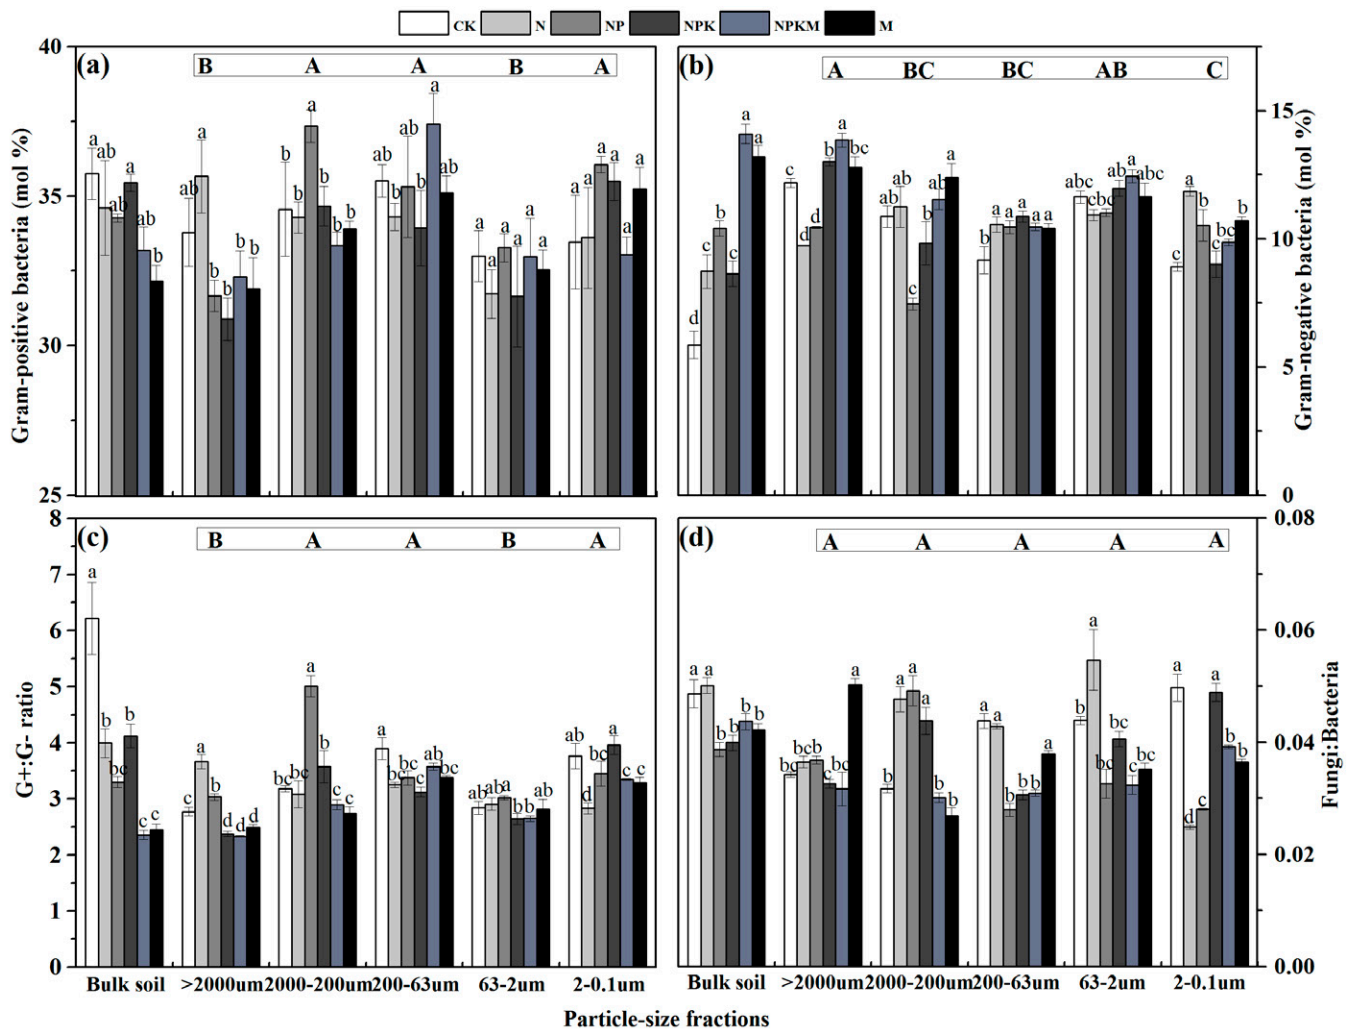 CK N NP NPK NPKM M
(a) B A A B A
(b) A BC BC AB C
40
35
30
25
Gram-positive bacteria (mol %)
a ab ab a ab b
ab a b b b b
b b a b b b
a b ab b a ab
a a a a a a
a a a a a a
15
10
5
0
Gram-negative bacteria (mol %)
d c b c a a
c d d b a bc
ab ab c b ab a
b a a a a a
abc c bc ab a abc
c a b c bc b
(c) B A A B A
(d) A A A A A
8
7
6
5
4
3
2
1
0
G+:G- ratio
a b bc b c c
c a b d d d
bc bc a b c c
a bc bc c ab bc
ab ab a b b ab
ab d bc a b c
0.08
0.06
0.04
0.02
0.00
Fungi:Bacteria
a a b b b b
bc bc b bc c a
b a a a b b
a a b b b a
b a c bc c bc
a d c a b b
Bulk soil >2000um 2000-200um 200-63um 63-2um 2-0.1um
Bulk soil >2000um 2000-200um 200-63um 63-2um 2-0.1um
Particle-size fractions